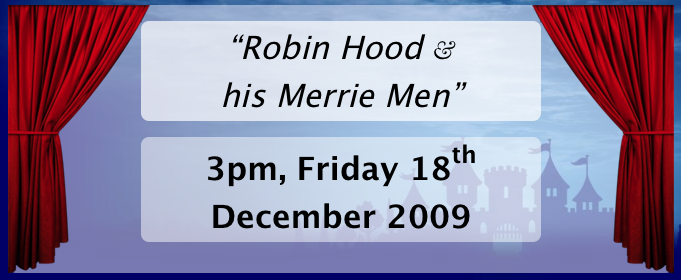 “Robin Hood &
his Merrie Men”
3pm, Friday 18th
December 2009